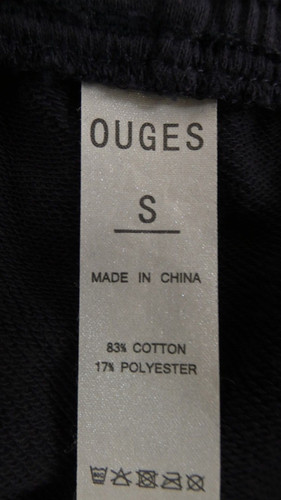 OUGES
S
MADE IN CHINA
83% COTTON
17% POLYESTER